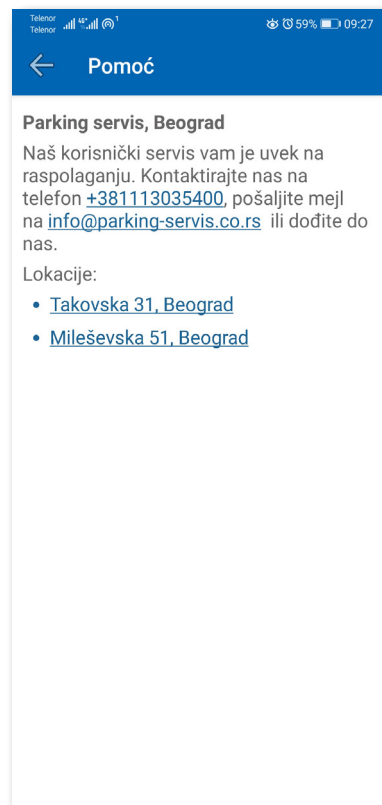 Telenor
Telenor
4G+
1
59%
09:27
Pomoć
Parking servis, Beograd
Naš korisnički servis vam je uvek na
raspolaganju. Kontaktirajte nas na
telefon +381113035400, pošaljite mejl
na info@parking-servis.co.rs ili dođite do
nas.
Lokacije:
• Takovska 31, Beograd
• Mileševska 51, Beograd